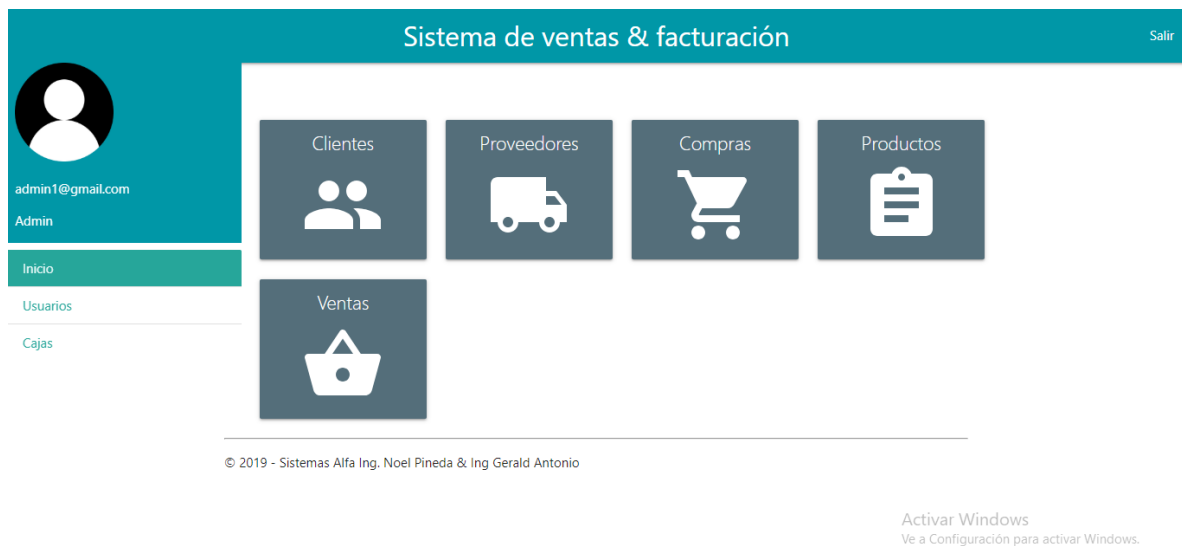 Sistema de ventas & facturación
Salir
admin1@gmail.com
Admin
Inicio
Usuarios
Cajas
Clientes
Proveedores
Compras
Productos
Ventas
© 2019 - Sistemas Alfa Ing. Noel Pineda & Ing Gerald Antonio
Activar Windows
Ve a Configuración para activar Windows.